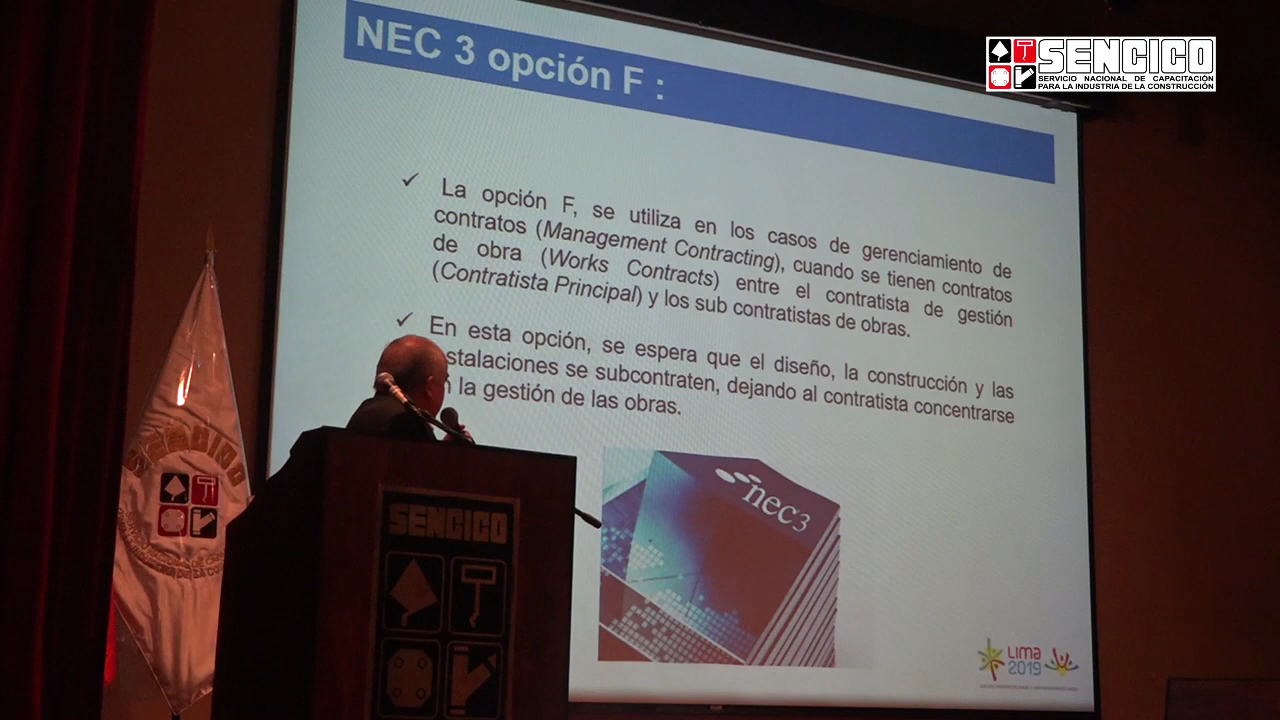 NEC 3 opción F :
SENCICO
SERVICIO NACIONAL DE CAPACITACIÓN
PARA LA INDUSTRIA DE LA CONSTRUCCIÓN
La opción F, se utiliza en los casos de gerenciamiento de
contratos (Management Contracting), cuando se tienen contratos
de obra (Works Contracts) entre el contratista de gestión
(Contratista Principal) y los sub contratistas de obras.
En esta opción, se espera que el diseño, la construcción y las
stalaciones se subcontraten, dejando al contratista concentrarse
la gestión de las obras.
nec3
SENCICO
SENCICO
LIMA
2019